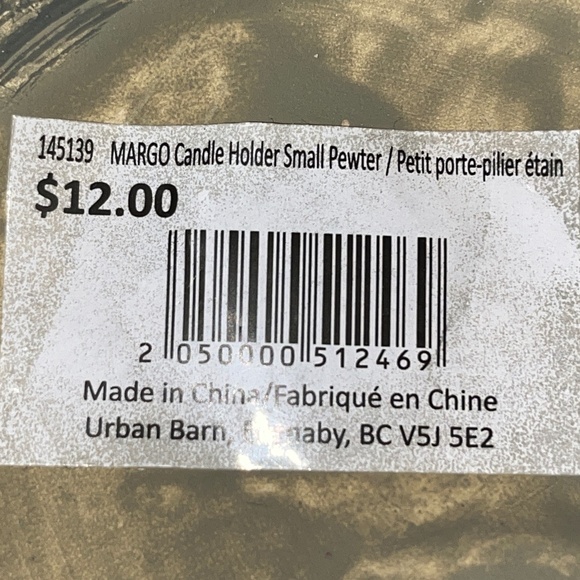 145139 MARGO Candle Holder Small Pewter / Petit porte-pilier étain
$12.00
2 050000 512469
Made in China/Fabriqué en Chine
Urban Barn, BC V5J 5E2